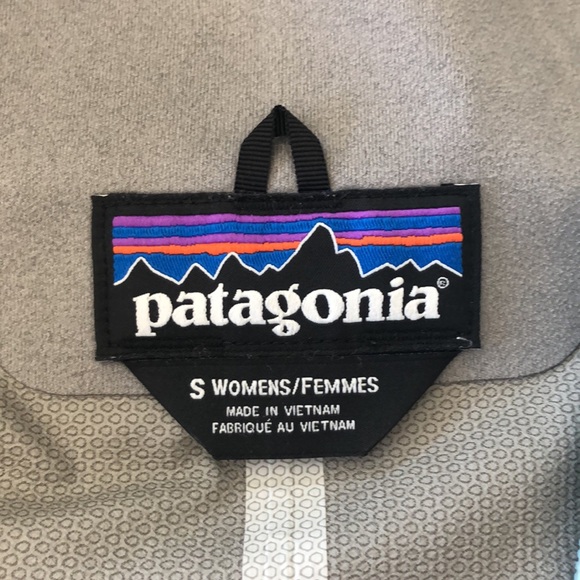 patagonia®
S WOMENS/FEMMES
MADE IN VIETNAM
FABRIQUÉ AU VIETNAM